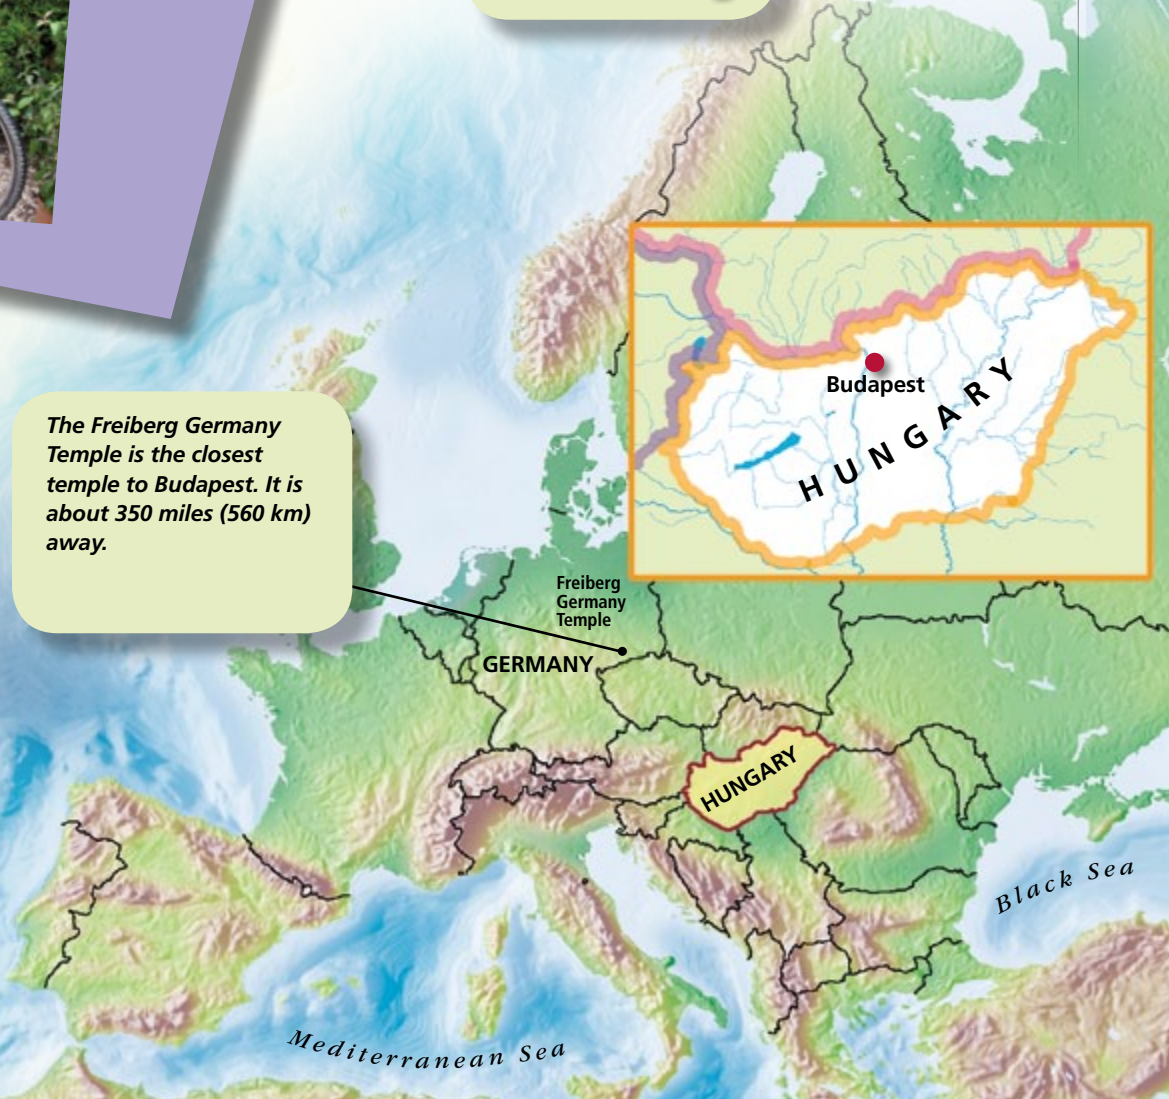 The Freiberg Germany
Temple is the closest
temple to Budapest. It is
about 350 miles (560 km)
away.
Budapest
HUNGARY
Freiberg
Germany
Temple
GERMANY
HUNGARY
Black Sea
Mediterranean Sea